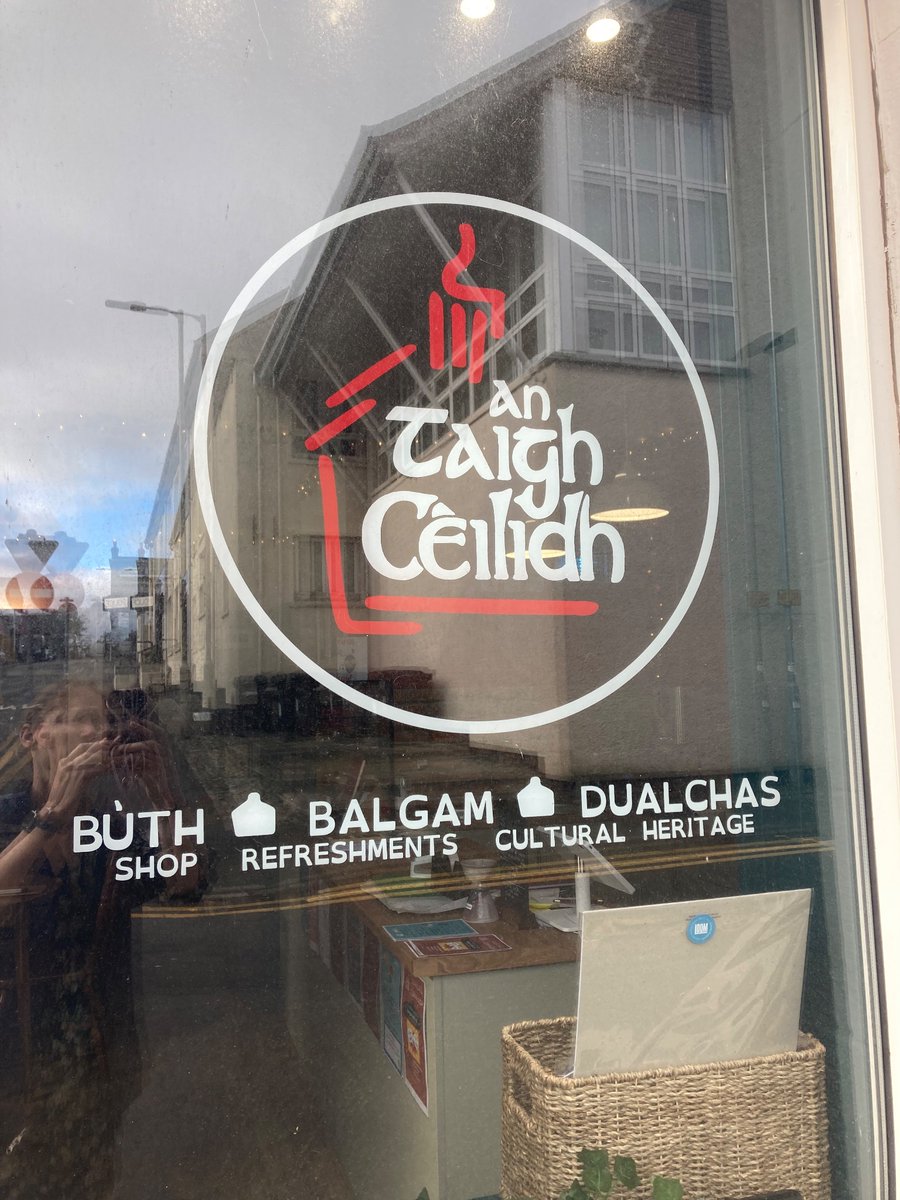 an
Taigh
Cèilidh
BÙTH BALGAM DUALCHAS
SHOP REFRESHMENTS CULTURAL HERITAGE